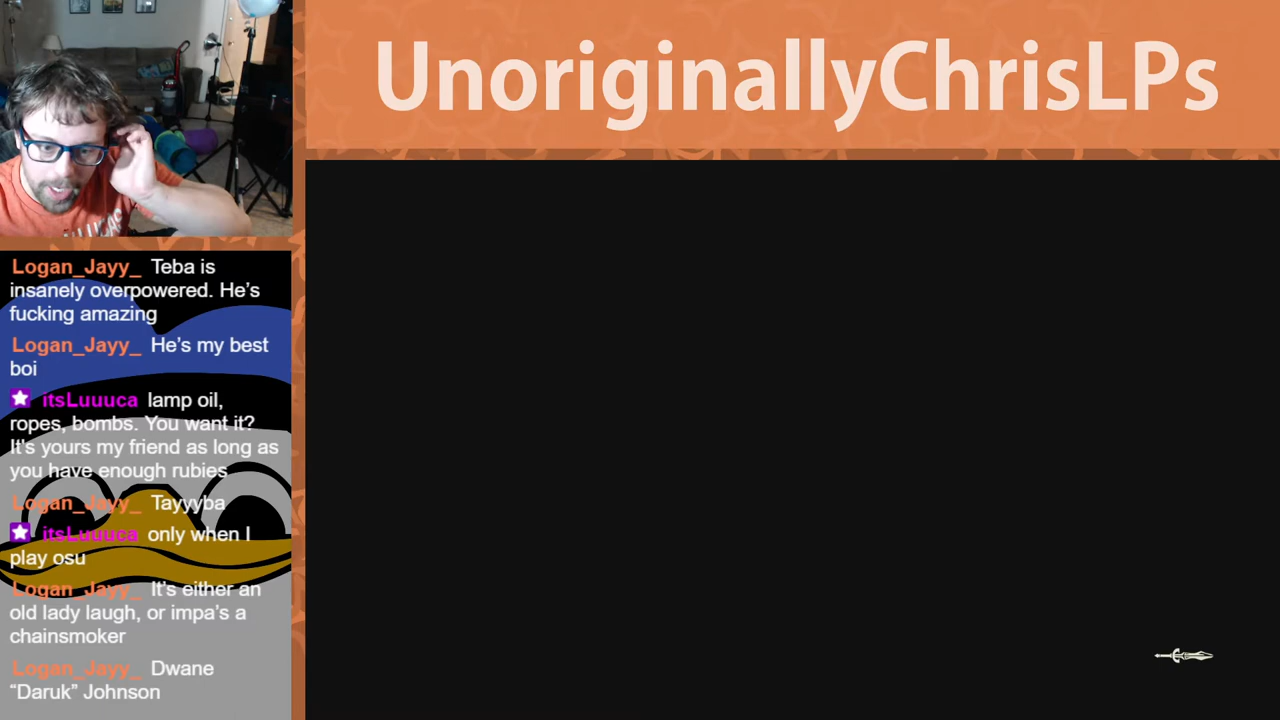 UnoriginallyChrisLPs
Logan_Jayy_ Teba is
insanely overpowered. He's
fucking amazing
Logan_Jayy_ He's my best
boi
itsLuuuca lamp oil,
ropes, bombs. You want it?
It's yours my friend as long as
you have enough rubies
Logan_Jayy_ Tayyyba
itsLuuuca only when I
play osu
Logan_Jayy_ It's either an
old lady laugh, or impa's a
chainsmoker
Logan_Jayy_ Dwane
“Daruk” Johnson